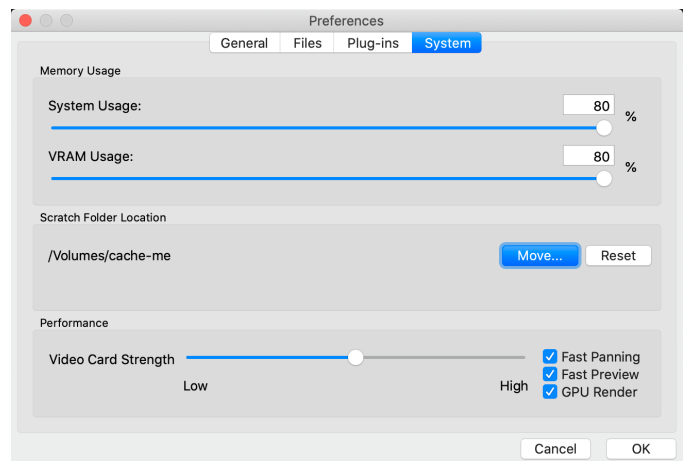 Preferences
General Files Plug-ins System
Memory Usage
System Usage: 80 %
VRAM Usage: 80 %
Scratch Folder Location
/Volumes/cache-me Move... Reset
Performance
Video Card Strength Fast Panning
Fast Preview
Low High GPU Render
Cancel OK